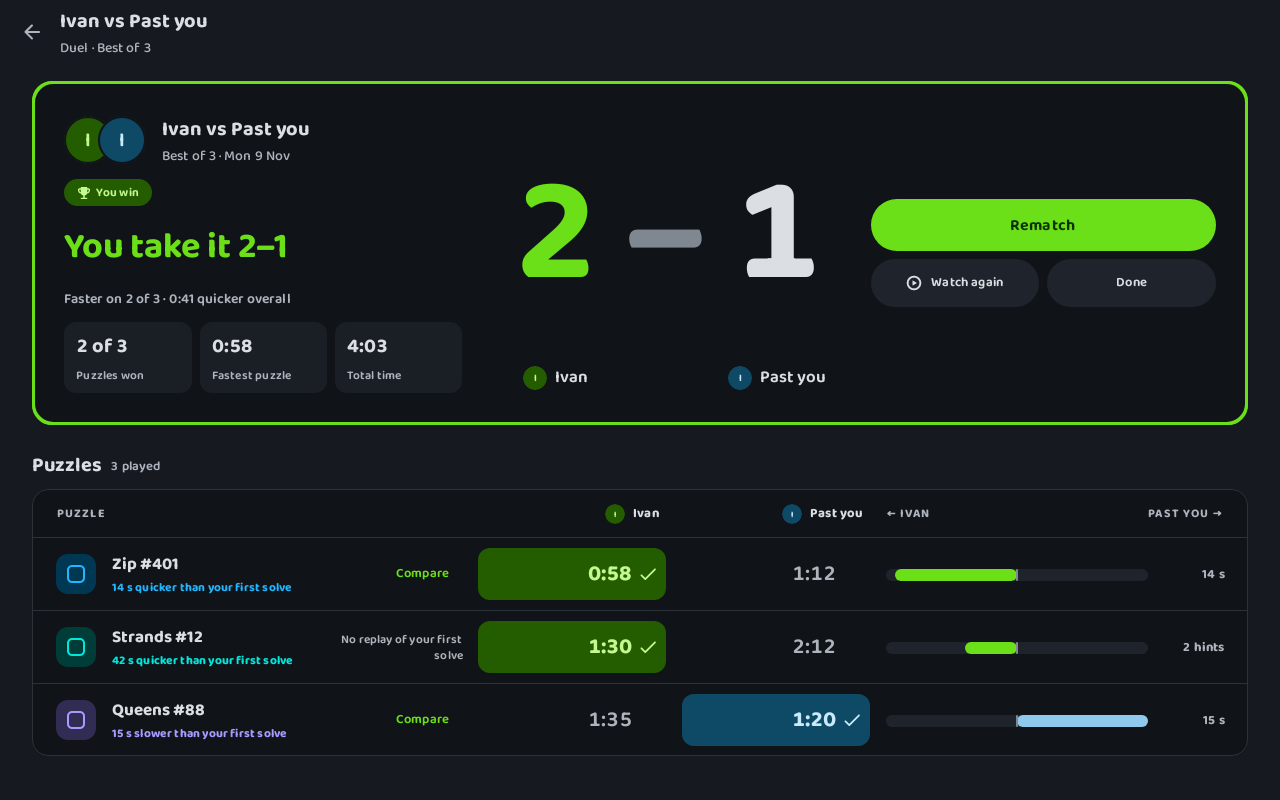 Ivan vs Past you
Duel · Best of 3
I
I
Ivan vs Past you
Best of 3 · Mon 9 Nov
You win
You take it 2–1
Faster on 2 of 3 · 0:41 quicker overall
2 of 3
Puzzles won
0:58
Fastest puzzle
4:03
Total time
2 – 1
I Ivan
I Past you
Rematch
Watch again
Done
Puzzles 3 played
PUZZLE
I Ivan
I Past you
← IVAN
PAST YOU →
Zip #401
14 s quicker than your first solve
Compare
0:58
1:12
14 s
Strands #12
42 s quicker than your first solve
No replay of your first
solve
1:30
2:12
2 hints
Queens #88
15 s slower than your first solve
Compare
1:35
1:20
15 s